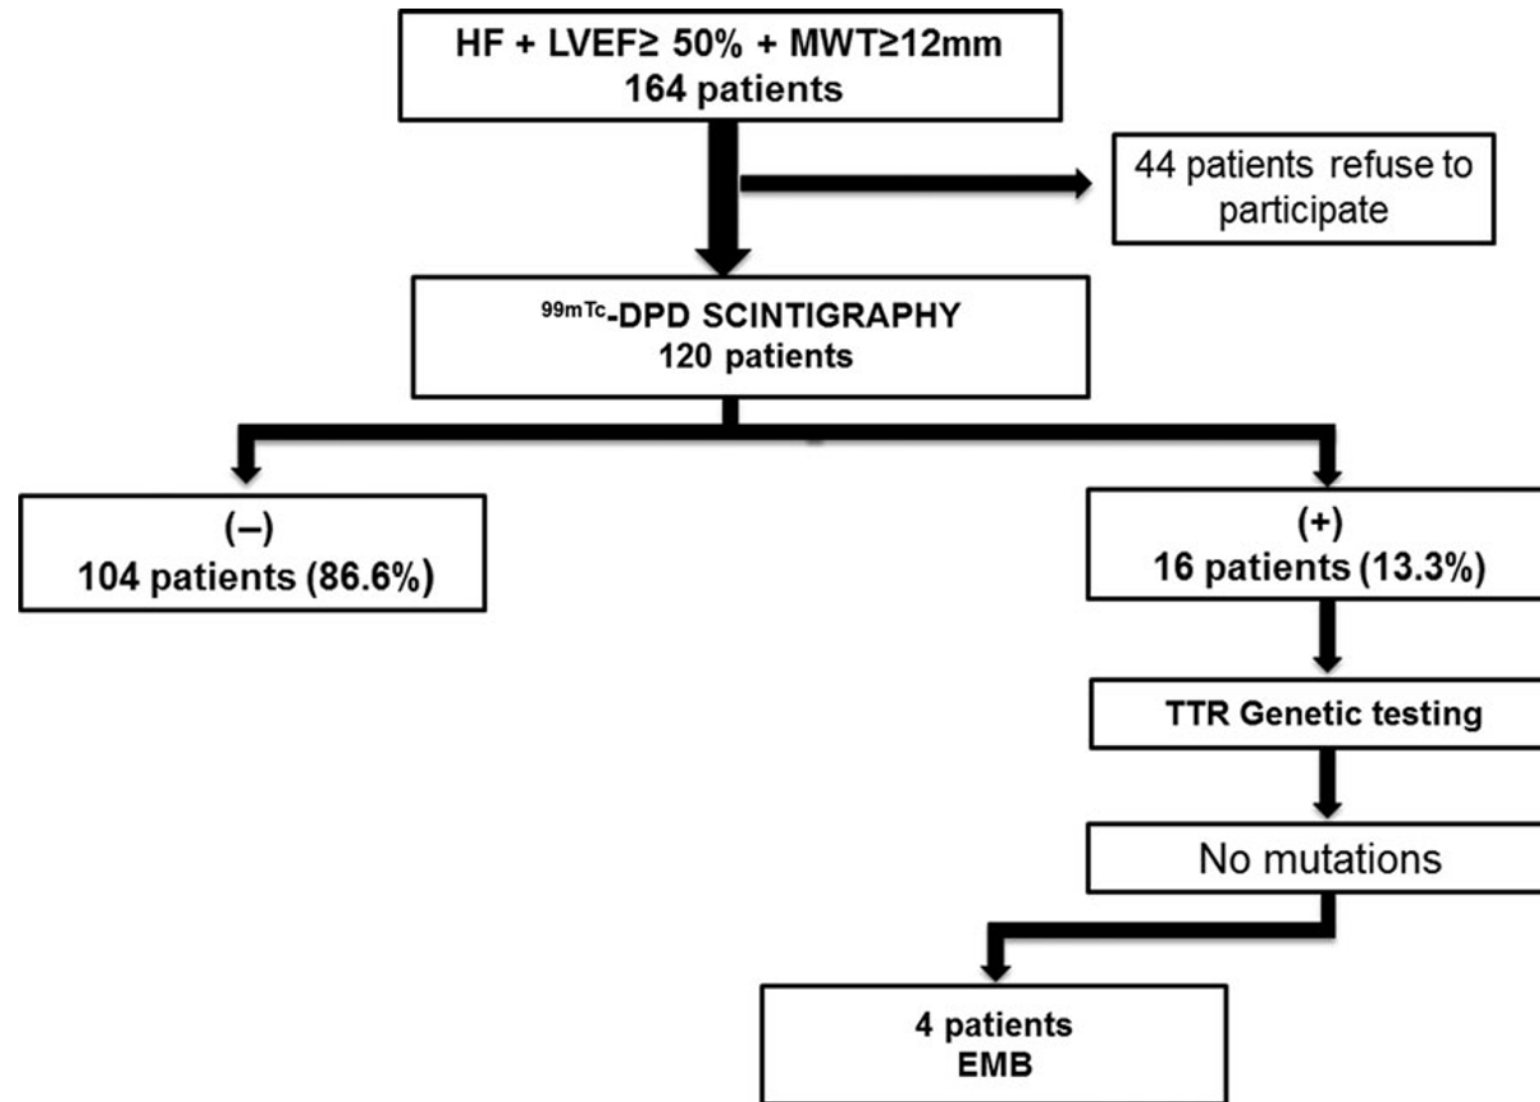 HF + LVEF≥ 50% + MWT≥12mm
164 patients
44 patients refuse to
participate
99mTc-DPD SCINTIGRAPHY
120 patients
(–)
104 patients (86.6%)
(+)
16 patients (13.3%)
TTR Genetic testing
No mutations
4 patients
EMB